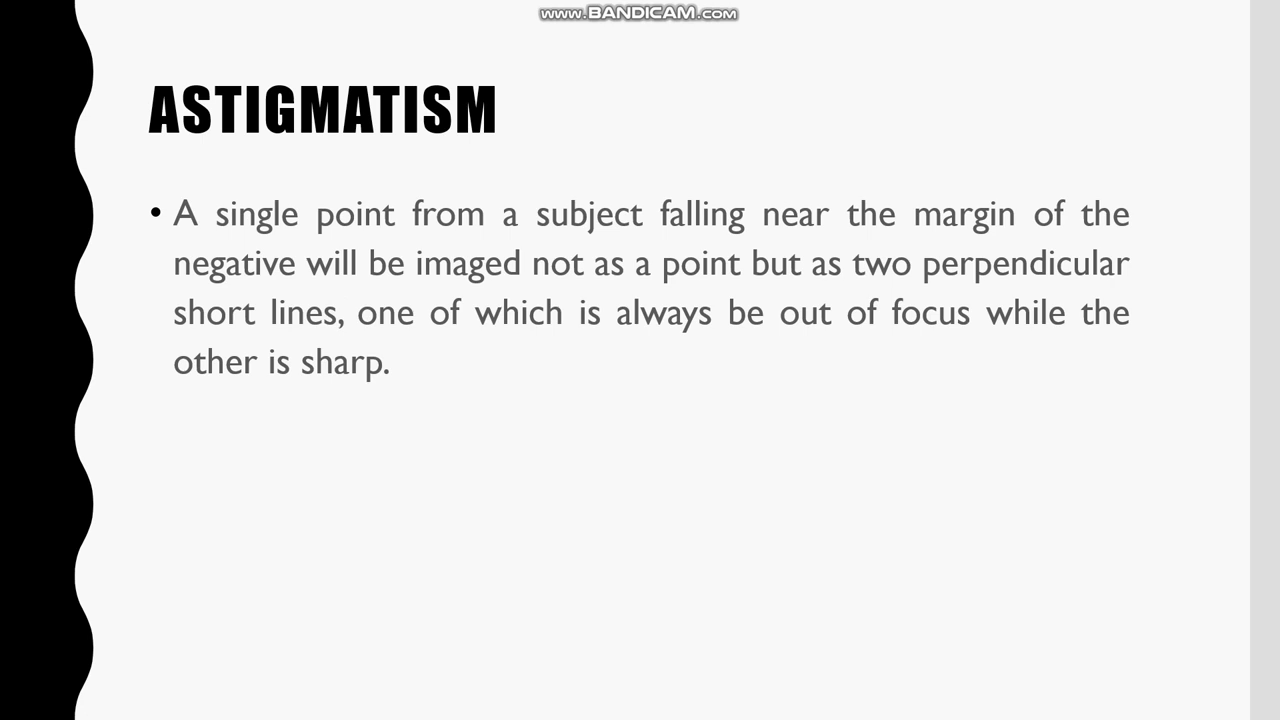 www.BANDICAM.com
ASTIGMATISM
• A single point from a subject falling near the margin of the
negative will be imaged not as a point but as two perpendicular
short lines, one of which is always be out of focus while the
other is sharp.